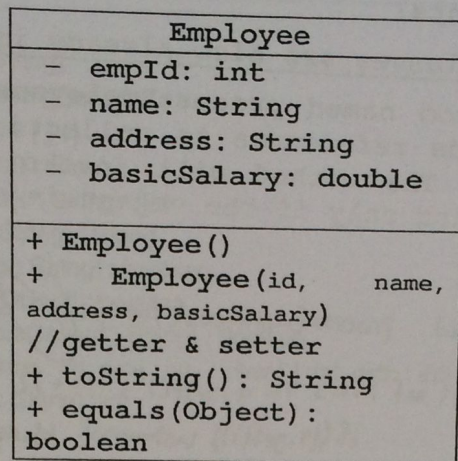 Employee
- empId: int
- name: String
address: String
- basicSalary: double
+ Employee()
+ Employee(id, name,
address, basicSalary)
//getter & setter
+ toString(): String
+ equals(Object):
boolean